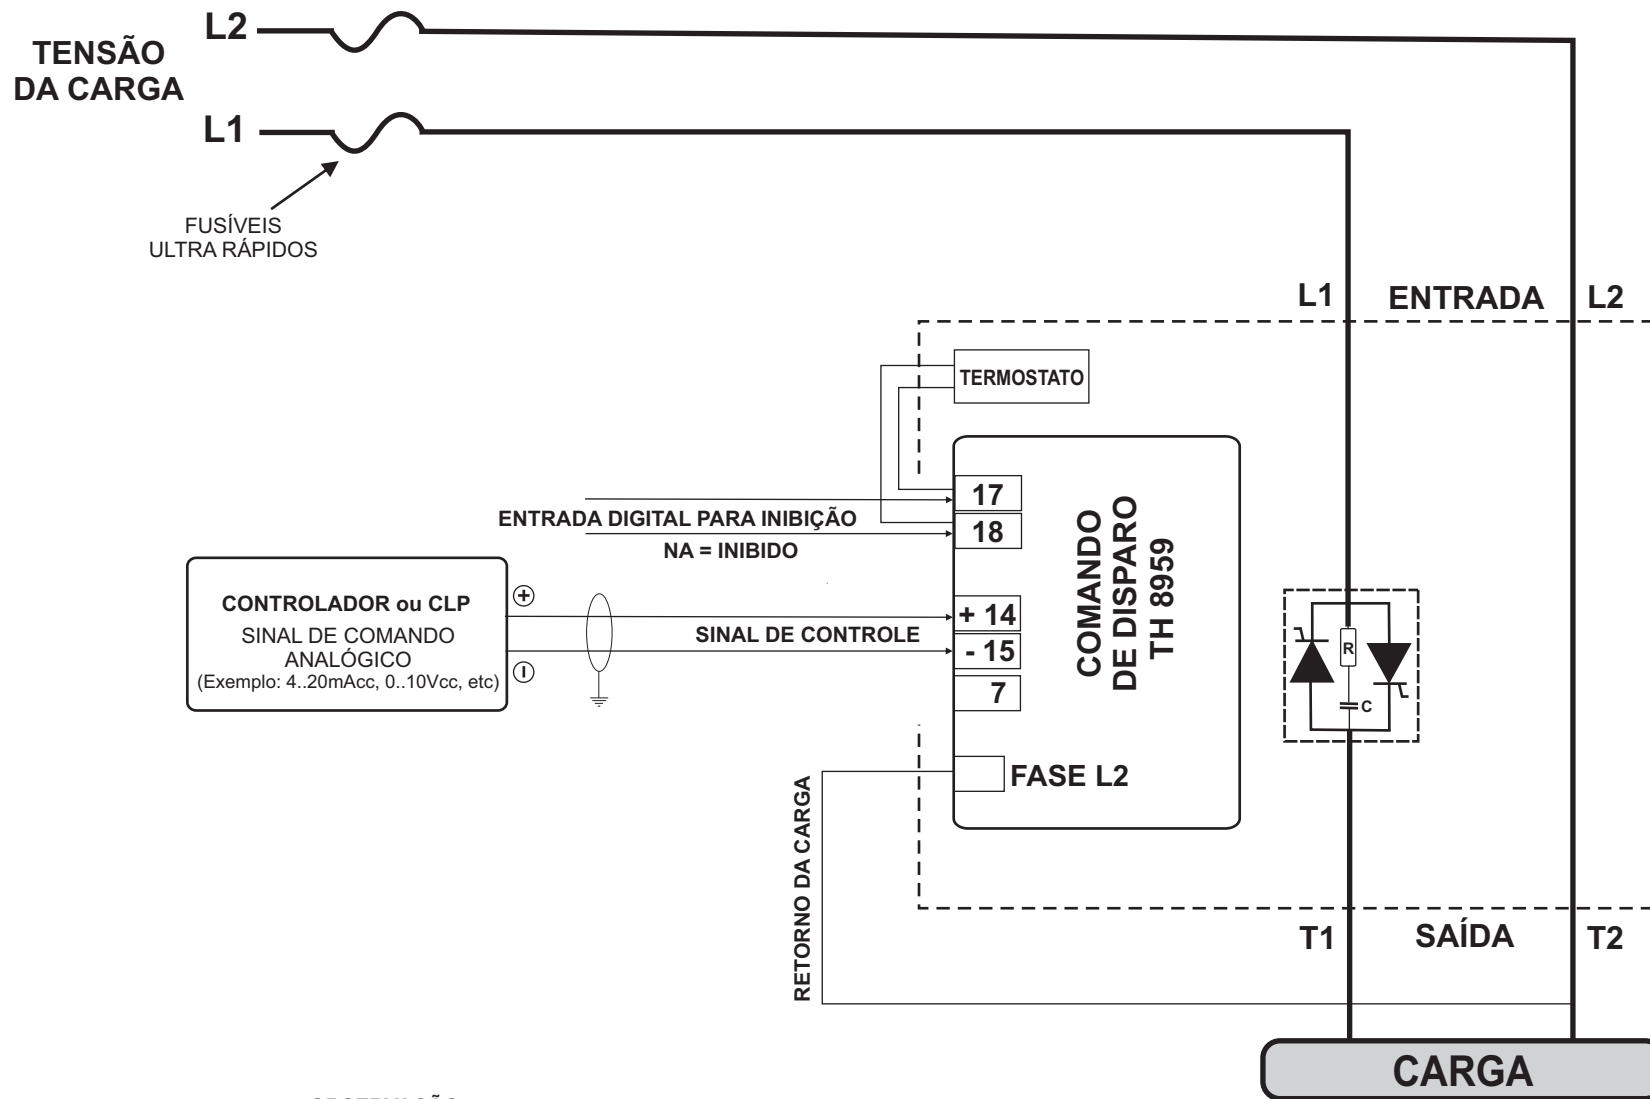 L2
TENSÃO
DA CARGA
L1
FUSÍVEIS
ULTRA RÁPIDOS
L1 ENTRADA L2
TERMOSTATO
17
ENTRADA DIGITAL PARA INIBIÇÃO
18
NA = INIBIDO
COMANDO
DE DISPARO
TH 8959
CONTROLADOR ou CLP
SINAL DE COMANDO
ANALÓGICO
(Exemplo: 4..20mAcc, 0..10Vcc, etc)
+
-
SINAL DE CONTROLE
+ 14
- 15
7
R
C
FASE L2
RETORNO DA CARGA
T1 SAÍDA T2
CARGA